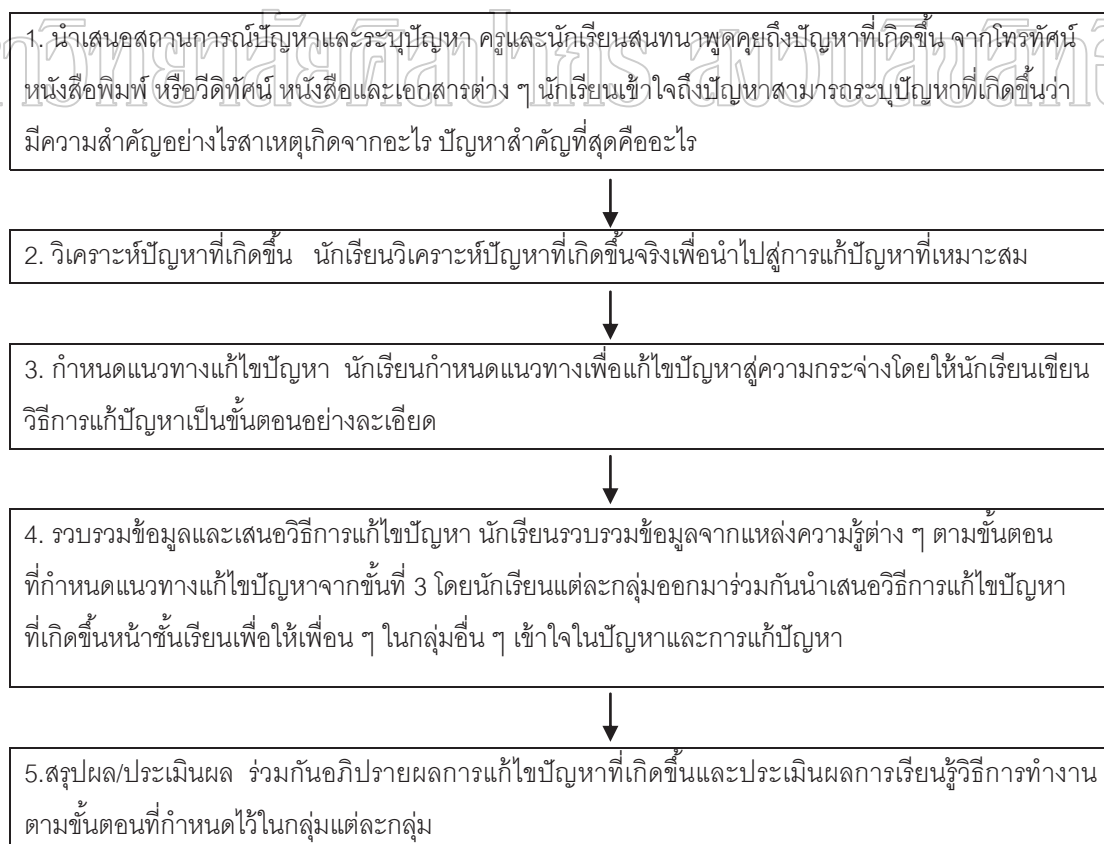 1. นำเสนอสถานการณ์ปัญหาและระบุปัญหา ครูและนักเรียนสนทนาพูดคุยถึงปัญหาที่เกิดขึ้น จากโทรทัศน์
หนังสือพิมพ์ หรือวีดิทัศน์ หนังสือและเอกสารต่าง ๆ นักเรียนเข้าใจถึงปัญหาสามารถระบุปัญหาที่เกิดขึ้นว่า
มีความสำคัญอย่างไรสาเหตุเกิดจากอะไร ปัญหาสำคัญที่สุดคืออะไร
2. วิเคราะห์ปัญหาที่เกิดขึ้น นักเรียนวิเคราะห์ปัญหาที่เกิดขึ้นจริงเพื่อนำไปสู่การแก้ปัญหาที่เหมาะสม
3. กำหนดแนวทางแก้ไขปัญหา นักเรียนกำหนดแนวทางเพื่อแก้ไขปัญหาสู่ความกระจ่างโดยให้นักเรียนเขียน
วิธีการแก้ปัญหาเป็นขั้นตอนอย่างละเอียด
4. รวบรวมข้อมูลและเสนอวิธีการแก้ไขปัญหา นักเรียนรวบรวมข้อมูลจากแหล่งความรู้ต่าง ๆ ตามขั้นตอน
ที่กำหนดแนวทางแก้ไขปัญหาจากขั้นที่ 3 โดยนักเรียนแต่ละกลุ่มออกมาร่วมกันนำเสนอวิธีการแก้ไขปัญหา
ที่เกิดขึ้นหน้าชั้นเรียนเพื่อให้เพื่อน ๆ ในกลุ่มอื่น ๆ เข้าใจในปัญหาและการแก้ปัญหา
5.สรุปผล/ประเมินผล ร่วมกันอภิปรายผลการแก้ไขปัญหาที่เกิดขึ้นและประเมินผลการเรียนรู้วิธีการทำงาน
ตามขั้นตอนที่กำหนดไว้ในกลุ่มแต่ละกลุ่ม